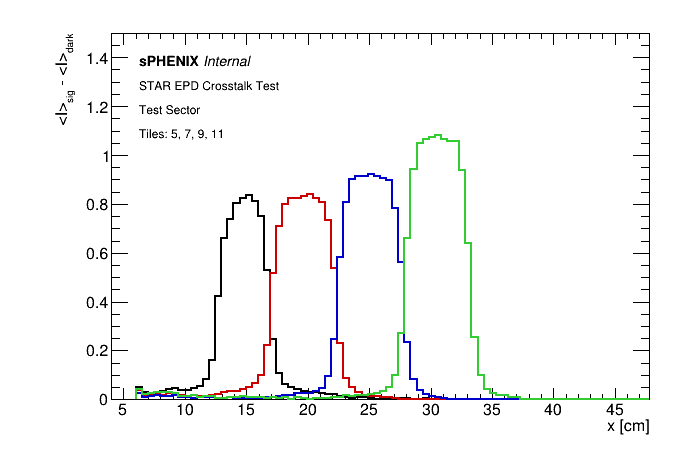 <I>sig - <I>dark
sPHENIX Internal
STAR EPD Crosstalk Test
Test Sector
Tiles: 5, 7, 9, 11
1.4
1.2
1
0.8
0.6
0.4
0.2
0
5 10 15 20 25 30 35 40 45
x [cm]